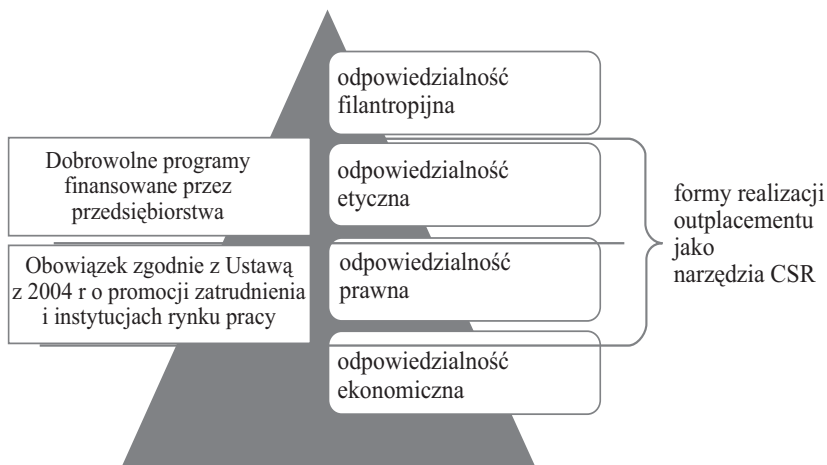 odpowiedzialność
filantropijna
Dobrowolne programy
finansowane przez
przedsiębiorstwa
odpowiedzialność
etyczna
Obowiązek zgodnie z Ustawą
z 2004 r o promocji zatrudnienia
i instytucjach rynku pracy
odpowiedzialność
prawna
odpowiedzialność
ekonomiczna
formy realizacji
outplacementu
jako
narzędzia CSR